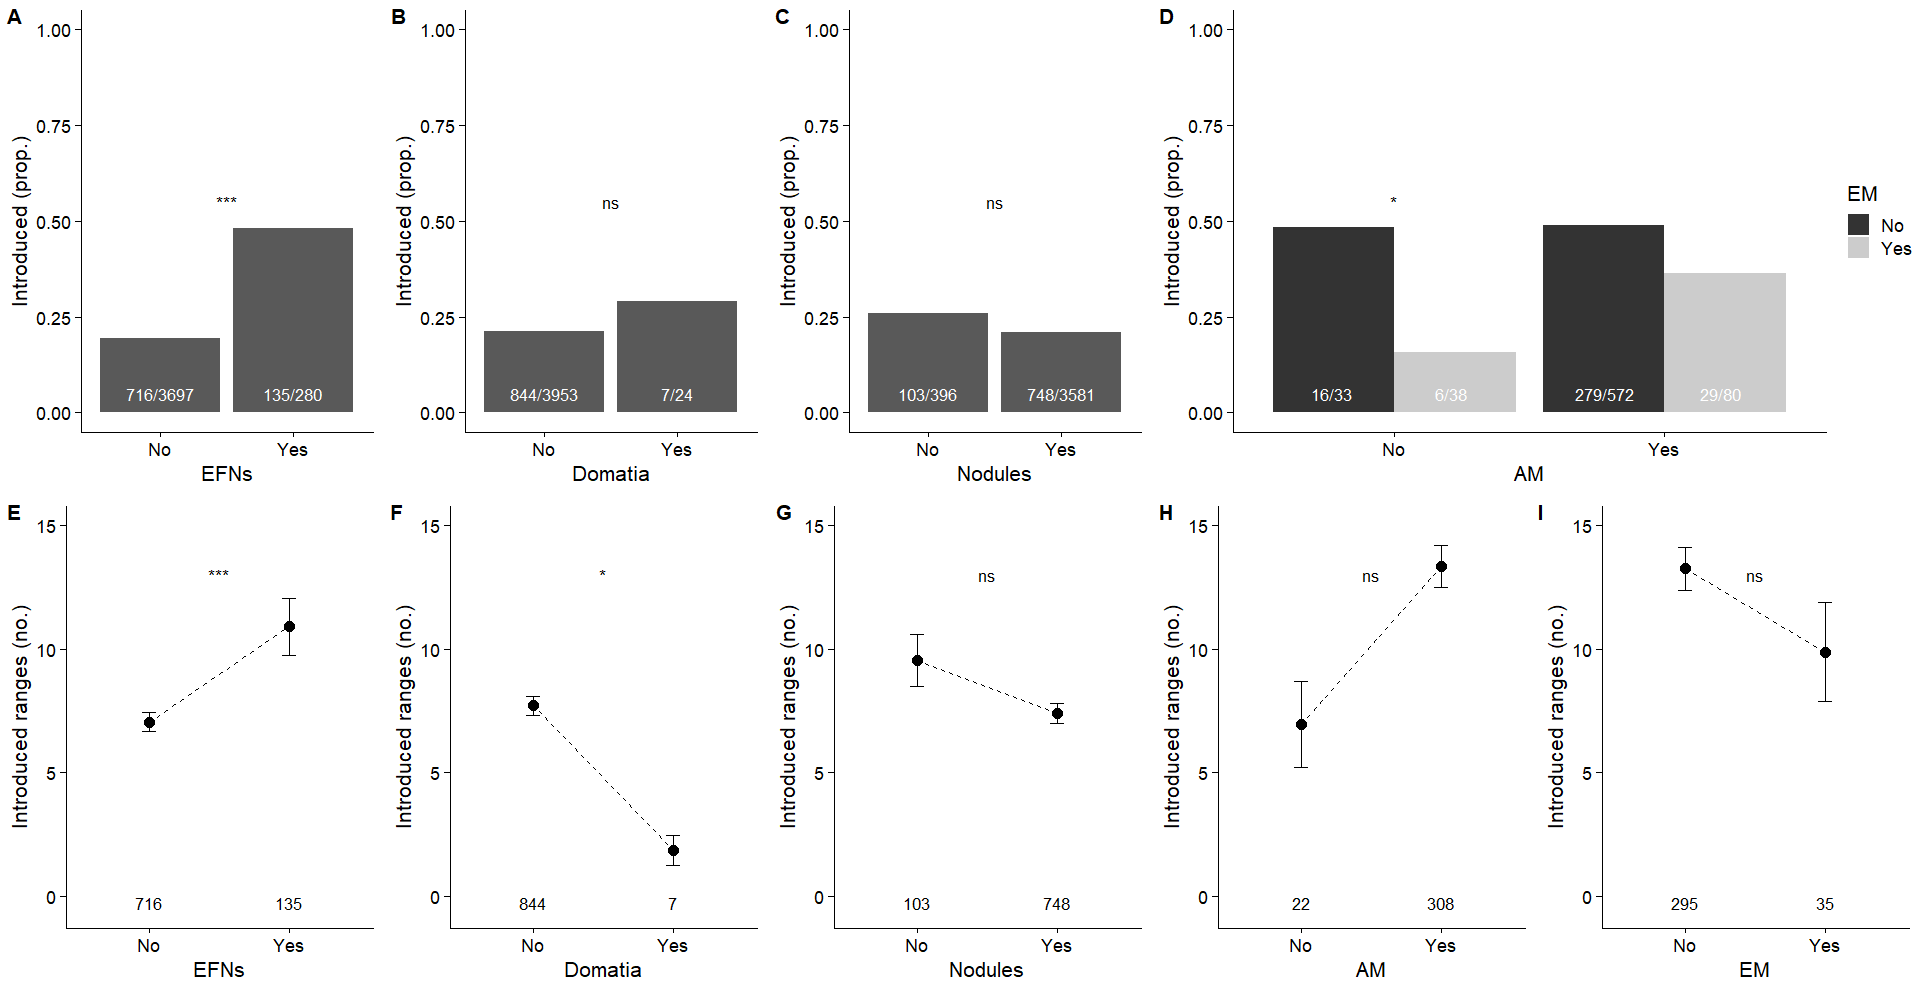 A
Introduced (prop.)
1.00
0.75
0.50
0.25
0.00
***
716/3697
135/280
No
Yes
EFNs
B
Introduced (prop.)
1.00
0.75
0.50
0.25
0.00
ns
844/3953
7/24
No
Yes
Domatia
C
Introduced (prop.)
1.00
0.75
0.50
0.25
0.00
ns
103/396
748/3581
No
Yes
Nodules
D
Introduced (prop.)
1.00
0.75
0.50
0.25
0.00
*
16/33
6/38
279/572
29/80
No
Yes
AM
EM
No
Yes
E
Introduced ranges (no.)
15
10
5
0
***
716
135
No
Yes
EFNs
F
Introduced ranges (no.)
15
10
5
0
*
844
7
No
Yes
Domatia
G
Introduced ranges (no.)
15
10
5
0
ns
103
748
No
Yes
Nodules
H
Introduced ranges (no.)
15
10
5
0
ns
22
308
No
Yes
AM
I
Introduced ranges (no.)
15
10
5
0
ns
295
35
No
Yes
EM